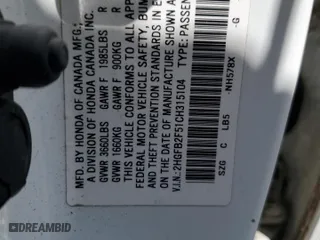 MFD. BY HONDA OF CANADA MFG.;
A DIVISION OF HONDA CANADA INC.
GVWR 3660LBS GAWR F 1985LBS R
GVWR 1660KG GAWR F 900KG R
THIS VEHICLE CONFORMS TO ALL APP
FEDERAL MOTOR VEHICLE SAFETY, BUM
AND THEFT PREVENTION STANDARDS IN E
DATE OF MANUFACTURE SHOWN A
V.I.N.: 2HGFB2F51CH315104 TYPE: PASSEN
SZG C LB5 NH578X -G
DREAMBID
DREAMBID.COM